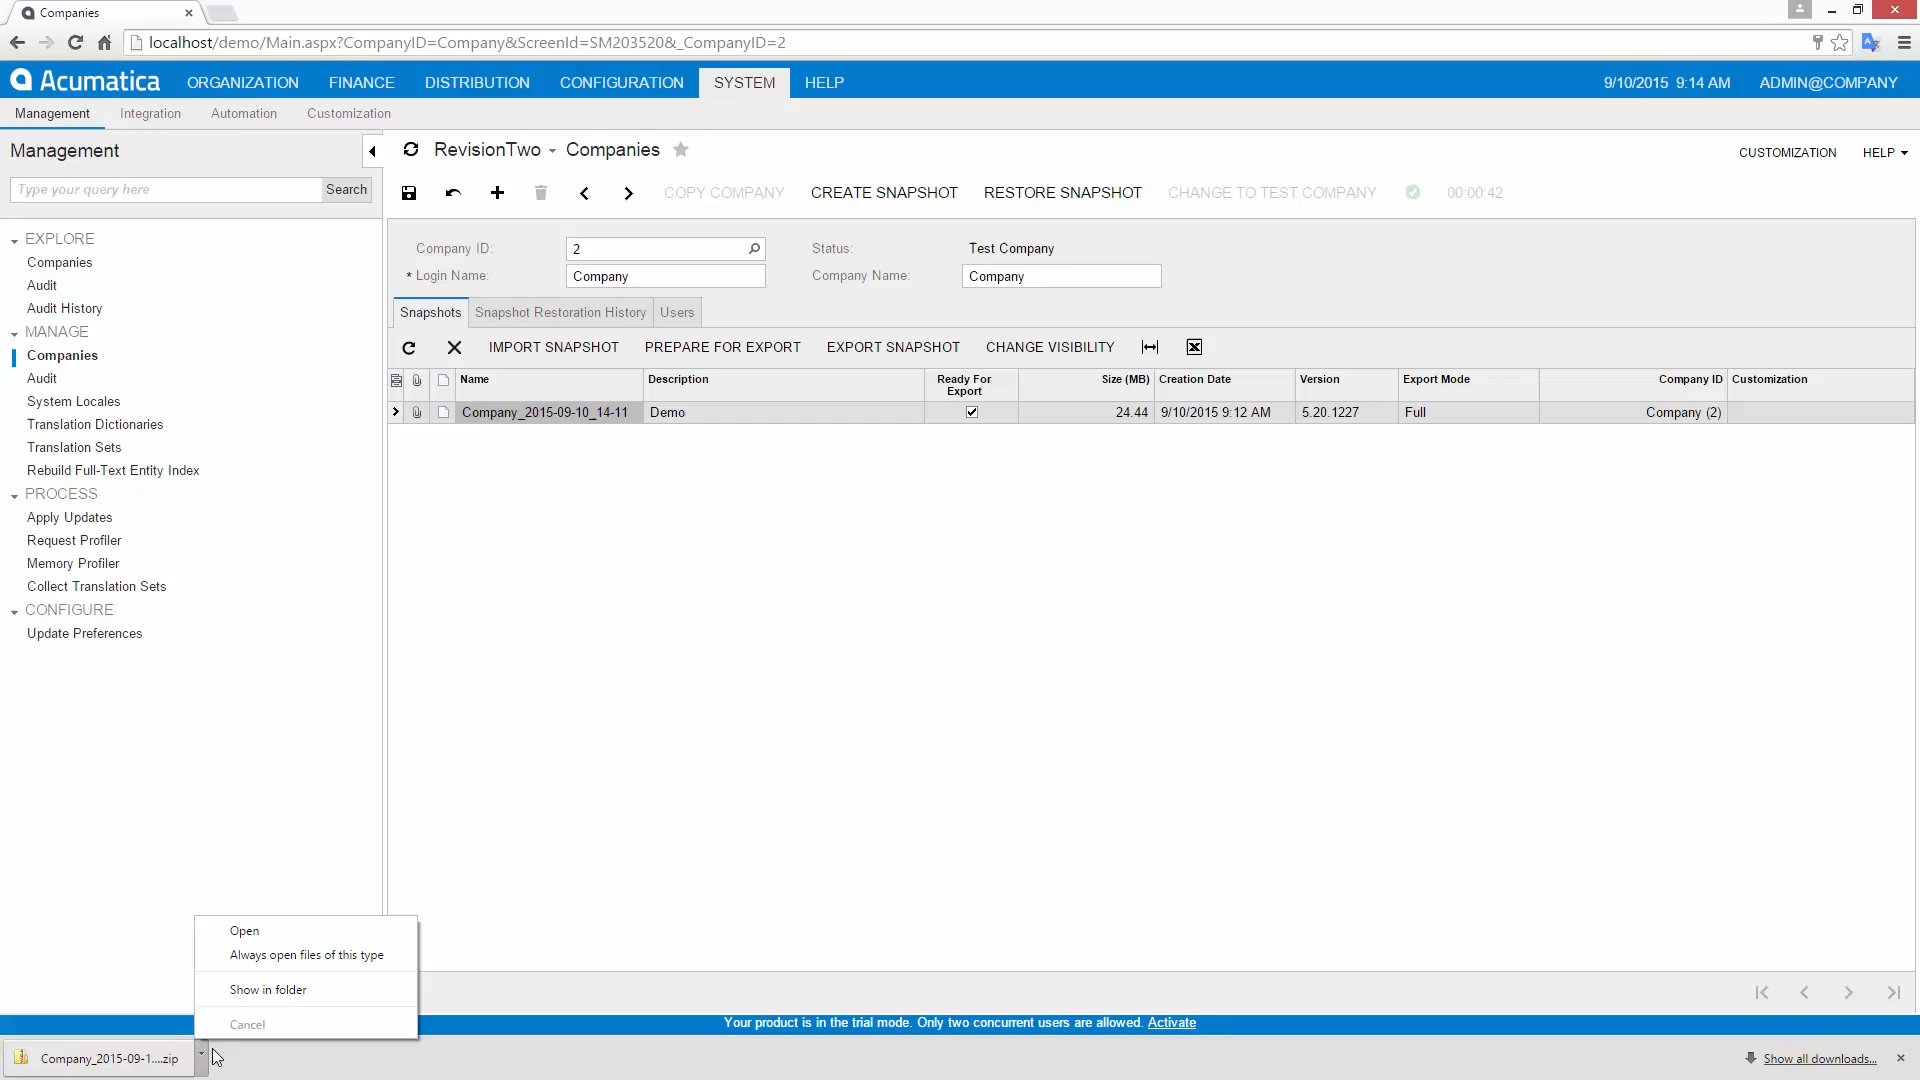 Companies
localhost/demo/Main.aspx?CompanyID=Company&ScreenId=SM203520&_CompanyID=2
Acumatica ORGANIZATION FINANCE DISTRIBUTION CONFIGURATION SYSTEM HELP 9/10/2015 9:14 AM ADMIN@COMPANY
Management Integration Automation Customization
Management
RevisionTwo Companies CUSTOMIZATION HELP
Type your query here Search
COPY COMPANY CREATE SNAPSHOT RESTORE SNAPSHOT CHANGE TO TEST COMPANY 00:00:42
EXPLORE
Companies
Audit
Audit History
MANAGE
Companies
Audit
System Locales
Translation Dictionaries
Translation Sets
Rebuild Full-Text Entity Index
PROCESS
Apply Updates
Request Profiler
Memory Profiler
Collect Translation Sets
CONFIGURE
Update Preferences
Company ID: 2 Status: Test Company
* Login Name: Company Company Name: Company
Snapshots Snapshot Restoration History Users
IMPORT SNAPSHOT PREPARE FOR EXPORT EXPORT SNAPSHOT CHANGE VISIBILITY
Name Description Ready For Export Size (MB) Creation Date Version Export Mode Company ID Customization
Company_2015-09-10_14-11 Demo 24.44 9/10/2015 9:12 AM 5.20.1227 Full Company (2)
Open
Always open files of this type
Show in folder
Cancel
Your product is in the trial mode. Only two concurrent users are allowed. Activate
Company_2015-09-1....zip Show all downloads...